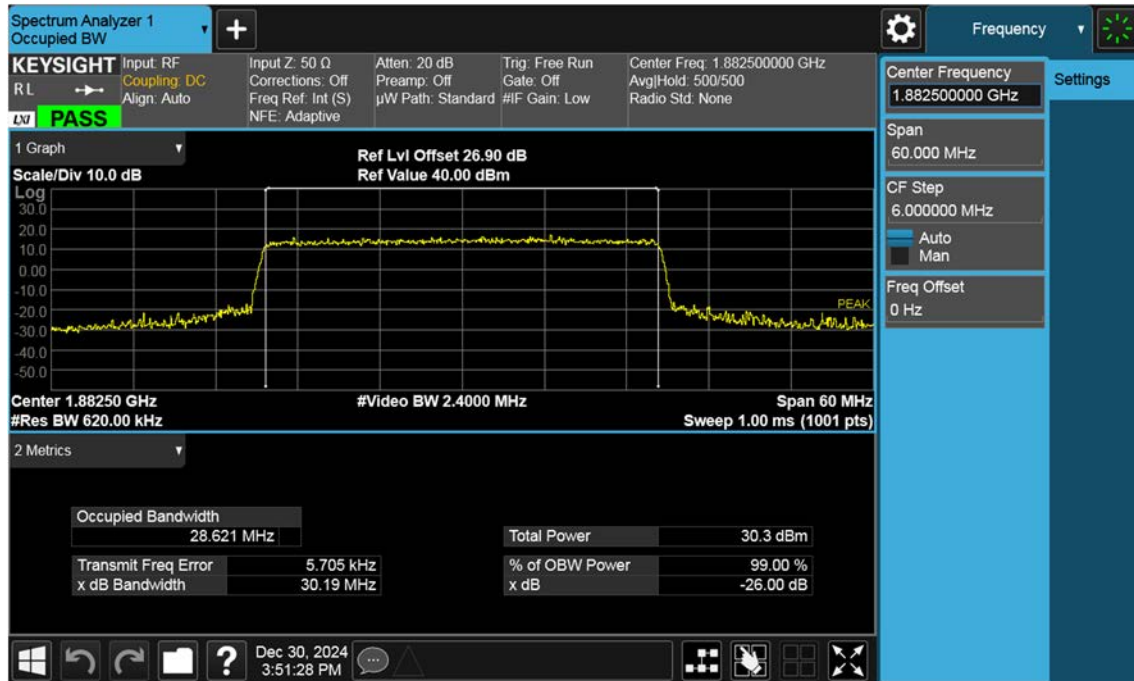 Spectrum Analyzer 1
Occupied BW
Frequency
KEYSIGHT
R L
LXI PASS
Input: RF
Coupling: DC
Align: Auto
Input Z: 50 Ω
Corrections: Off
Freq Ref: Int (S)
NFE: Adaptive
Atten: 20 dB
Preamp: Off
µW Path: Standard
Trig: Free Run
Gate: Off
#IF Gain: Low
Center Freq: 1.882500000 GHz
Avg|Hold: 500/500
Radio Std: None
1 Graph
Scale/Div 10.0 dB
Ref Lvl Offset 26.90 dB
Ref Value 40.00 dBm
Log
30.0
20.0
10.0
0.00
-10.0
-20.0
-30.0
-40.0
-50.0
PEAK
Center 1.88250 GHz
#Video BW 2.4000 MHz
Span 60 MHz
#Res BW 620.00 kHz
Sweep 1.00 ms (1001 pts)
2 Metrics
Occupied Bandwidth
28.621 MHz
Total Power 30.3 dBm
Transmit Freq Error 5.705 kHz
% of OBW Power 99.00 %
x dB Bandwidth 30.19 MHz
x dB -26.00 dB
Center Frequency
1.882500000 GHz
Settings
Span
60.000 MHz
CF Step
6.000000 MHz
Auto
Man
Freq Offset
0 Hz
?
Dec 30, 2024
3:51:28 PM